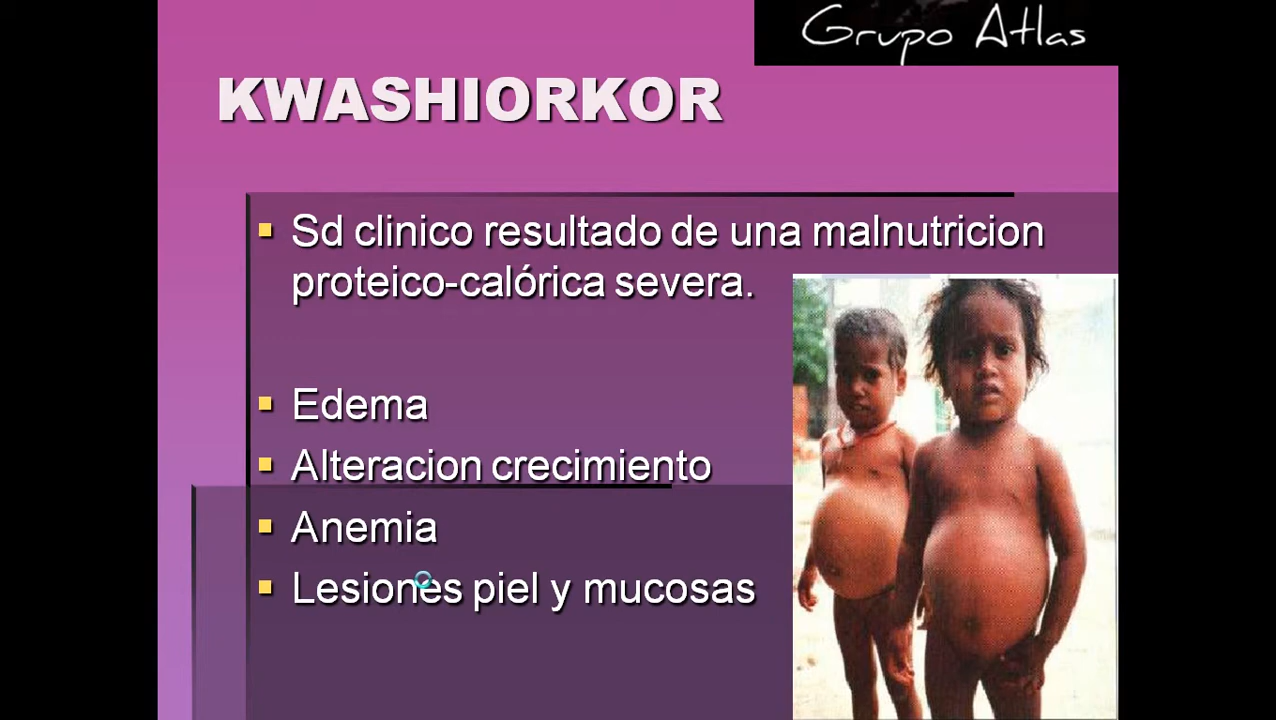 Grupo Atlas
KWASHIORKOR
Sd clinico resultado de una malnutricion
proteico-calórica severa.
Edema
Alteracion crecimiento
Anemia
Lesiones piel y mucosas